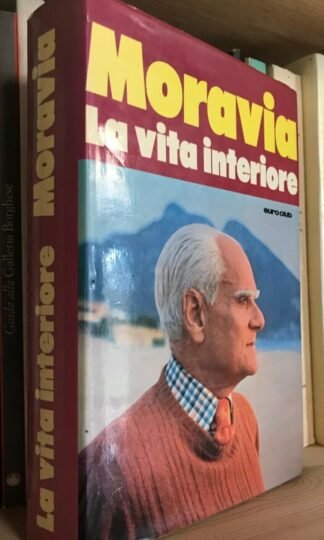 Moravia
La vita interiore
euroclub
La vita interiore Moravia
Guida alla Galleria Borghese